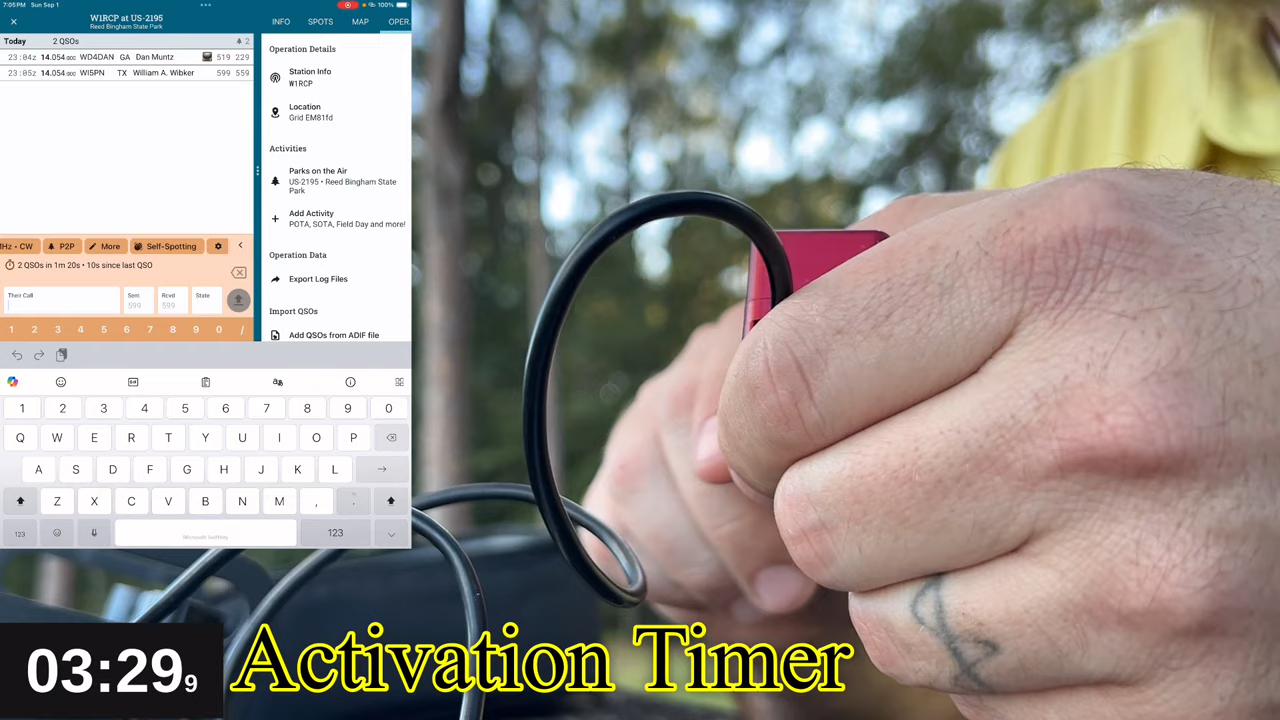 7:05 PM Sun Sep 1
100%
W1RCP at US-2195
Reed Bingham State Park
INFO SPOTS MAP OPER
Today 2 QSOs 2
23:04z 14.054.000 WD4DAN GA Dan Muntz 519 229
23:05z 14.054.000 WI5PN TX William A. Wibker 599 559
Operation Details
Station Info
W1RCP
Location
Grid EM81fd
Activities
Parks on the Air
US-2195 • Reed Bingham State
Park
+ Add Activity
POTA, SOTA, Field Day and more!
Operation Data
Export Log Files
Import QSOs
Add QSOs from ADIF file
Hz • CW P2P More Self-Spotting
2 QSOs in 1m 20s • 10s since last QSO
Their Call Sent Rcvd State
599 599
1 2 3 4 5 6 7 8 9 0 /
1 2 3 4 5 6 7 8 9 0
Q W E R T Y U I O P
A S D F G H J K L
Z X C V B N M , .
123 Microsoft SwiftKey 123
03:29 9
Activation Timer